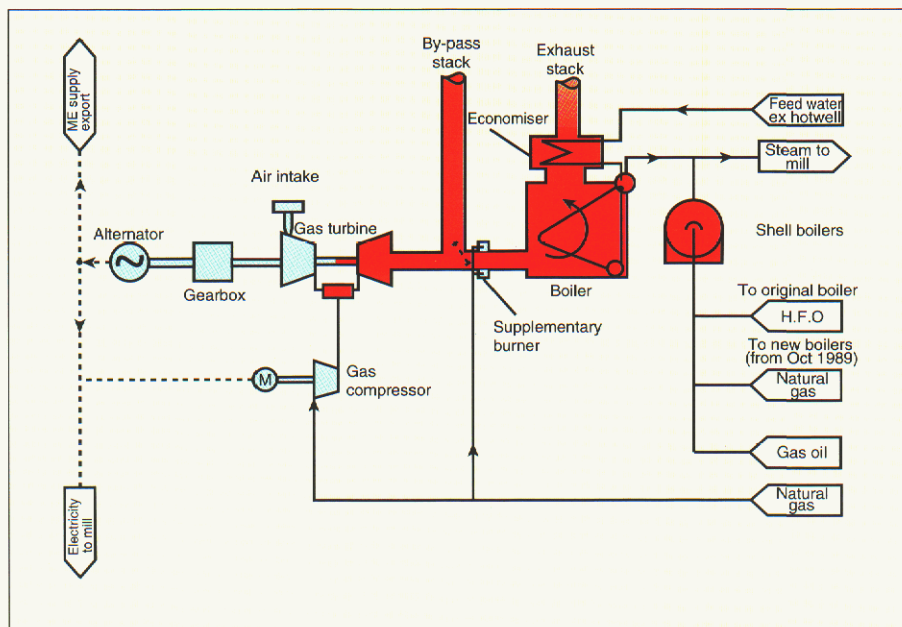 ME supply
export
By-pass
stack
Exhaust
stack
Economiser
Feed water
ex hotwell
Steam to
mill
Air intake
Gas turbine
Alternator
Gearbox
Shell boilers
Boiler
Supplementary
burner
To original boiler
H.F.O
To new boilers
(from Oct 1989)
Natural
gas
M
Gas
compressor
Gas oil
Natural
gas
Electricity
to mill